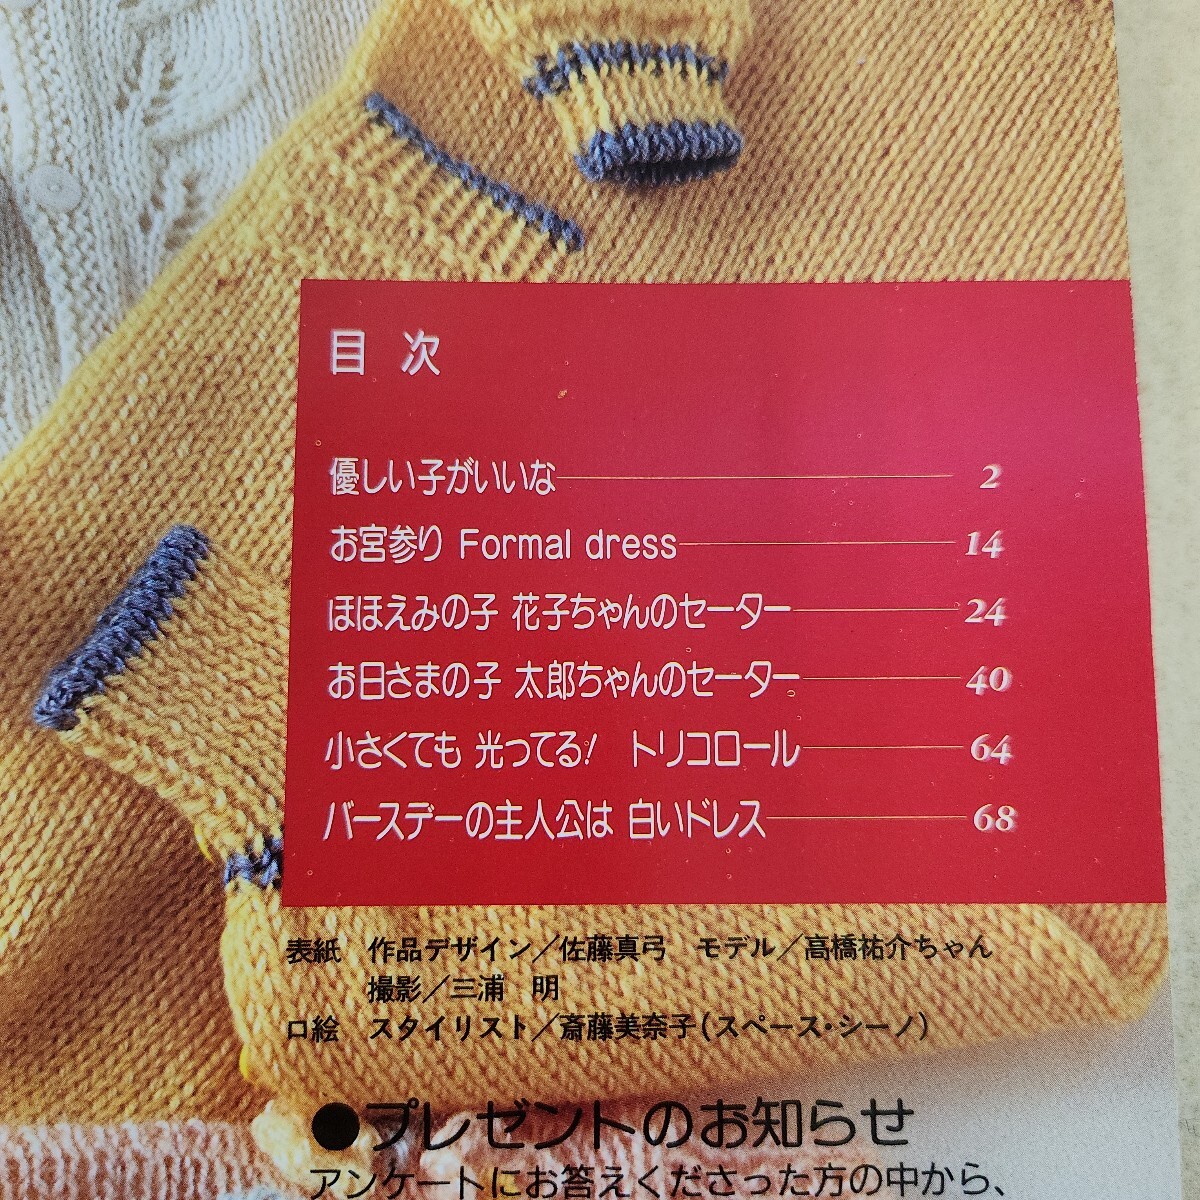 目 次
優しい子がいいな 2
お宮参り Formal dress 14
ほほえみの子 花子ちゃんのセーター 24
お日さまの子 太郎ちゃんのセーター 40
小さくても 光ってる! トリコロール 64
バースデーの主人公は 白いドレス 68
表紙 作品デザイン/佐藤真弓 モデル/高橋祐介ちゃん
撮影/三浦 明
口絵 スタイリスト/斎藤美奈子(スペース・シーノ)
●プレゼントのお知らせ
アンケートにお答えくださった方の中から、